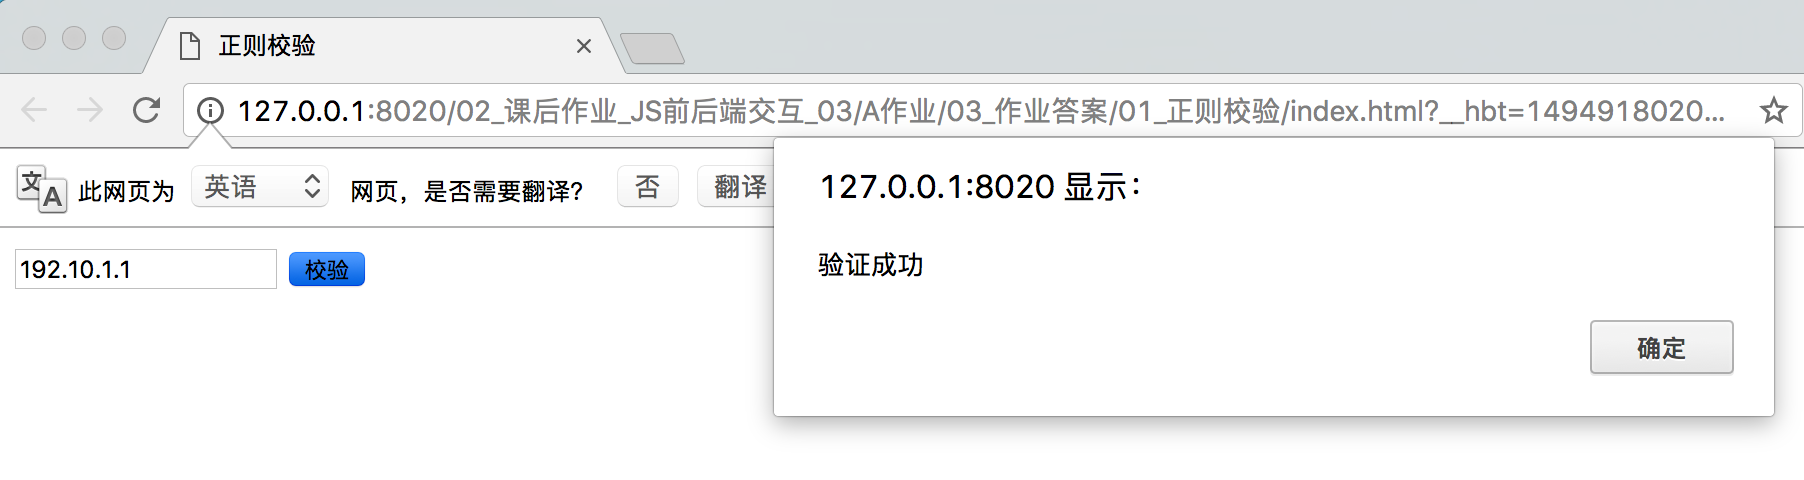 正则校验
127.0.0.1:8020/02_课后作业_JS前后端交互_03/A作业/03_作业答案/01_正则校验/index.html?__hbt=1494918020...
文A 此网页为 英语 网页，是否需要翻译? 否 翻译
127.0.0.1:8020 显示：
验证成功
192.10.1.1 校验
确定